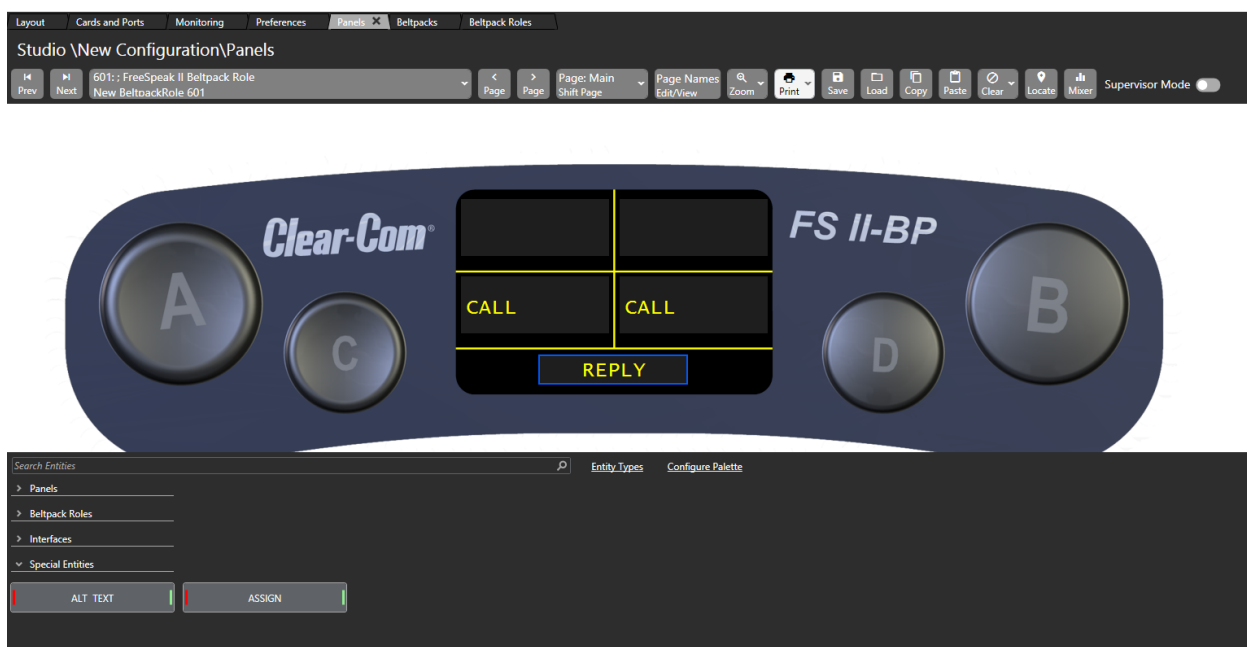 Layout Cards and Ports Monitoring Preferences Panels Beltpacks Beltpack Roles
Studio \New Configuration\Panels
Prev Next 601: ; FreeSpeak II Beltpack Role Page Page Page: Main Page Names Zoom Print Save Load Copy Paste Clear Locate Mixer Supervisor Mode
New BeltpackRole 601 Shift Page Edit/View
Clear-Com® FS II-BP
A B
CALL CALL
C D
REPLY
Search Entities Entity Types Configure Palette
Panels
Beltpack Roles
Interfaces
Special Entities
ALT TEXT ASSIGN